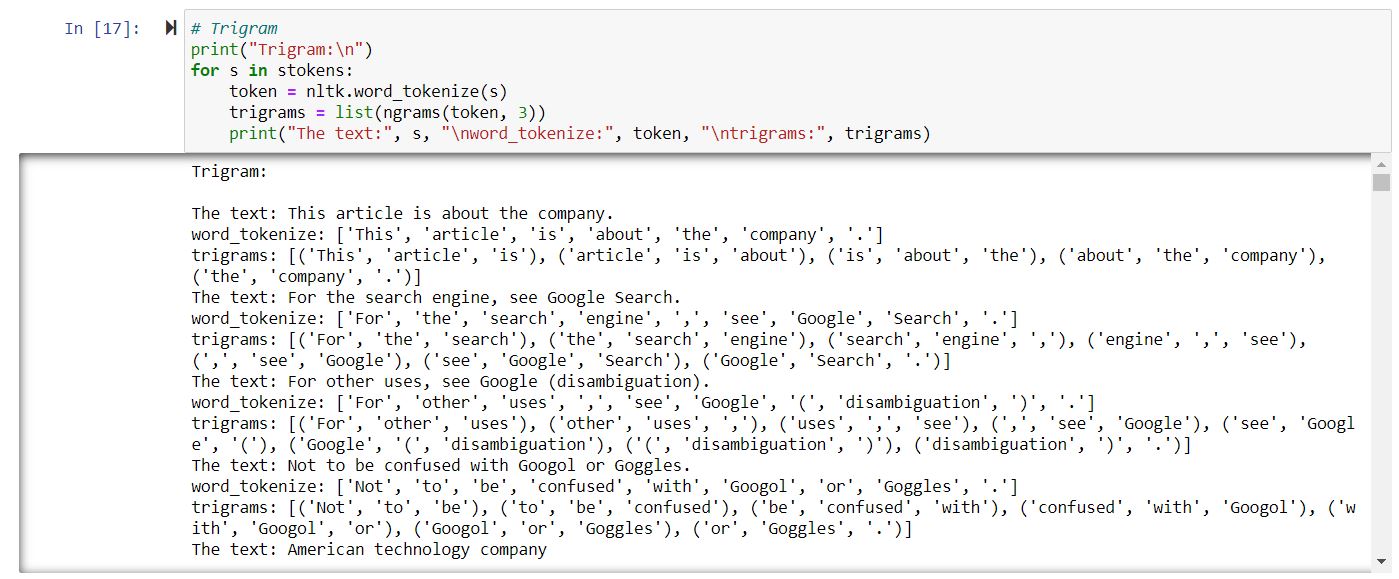 In [17]:
# Trigram
print("Trigram:\n")
for s in stokens:
    token = nltk.word_tokenize(s)
    trigrams = list(ngrams(token, 3))
    print("The text:", s, "\nword_tokenize:", token, "\ntrigrams:", trigrams)
Trigram:
The text: This article is about the company.
word_tokenize: ['This', 'article', 'is', 'about', 'the', 'company', '.']
trigrams: [('This', 'article', 'is'), ('article', 'is', 'about'), ('is', 'about', 'the'), ('about', 'the', 'company'),
('the', 'company', '.')]
The text: For the search engine, see Google Search.
word_tokenize: ['For', 'the', 'search', 'engine', ',', 'see', 'Google', 'Search', '.']
trigrams: [('For', 'the', 'search'), ('the', 'search', 'engine'), ('search', 'engine', ','), ('engine', ',', 'see'),
(',', 'see', 'Google'), ('see', 'Google', 'Search'), ('Google', 'Search', '.')]
The text: For other uses, see Google (disambiguation).
word_tokenize: ['For', 'other', 'uses', ',', 'see', 'Google', '(', 'disambiguation', ')', '.']
trigrams: [('For', 'other', 'uses'), ('other', 'uses', ','), ('uses', ',', 'see'), (',', 'see', 'Google'), ('see', 'Googl
e', '('), ('Google', '(', 'disambiguation'), ('(', 'disambiguation', ')'), ('disambiguation', ')', '.')]
The text: Not to be confused with Googol or Goggles.
word_tokenize: ['Not', 'to', 'be', 'confused', 'with', 'Googol', 'or', 'Goggles', '.']
trigrams: [('Not', 'to', 'be'), ('to', 'be', 'confused'), ('be', 'confused', 'with'), ('confused', 'with', 'Googol'), ('w
ith', 'Googol', 'or'), ('Googol', 'or', 'Goggles'), ('or', 'Goggles', '.')]
The text: American technology company